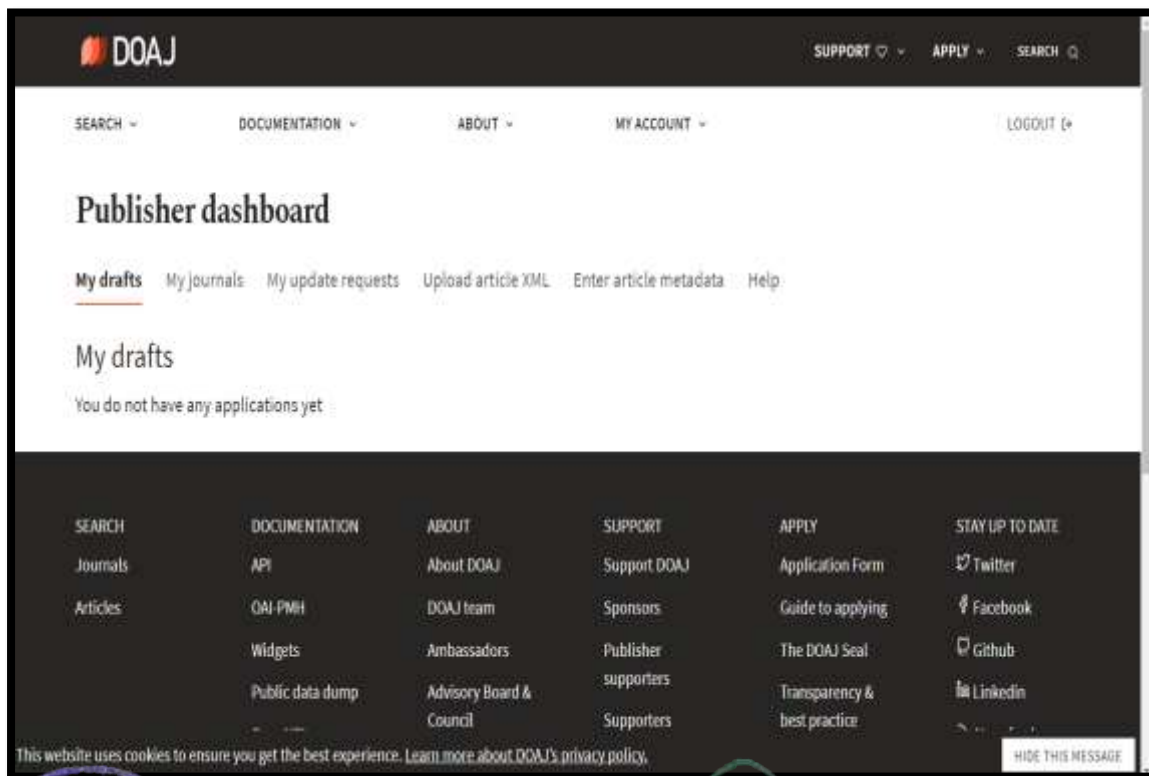 DOAJ
SUPPORT APPLY SEARCH
SEARCH DOCUMENTATION ABOUT MY ACCOUNT LOGOUT
Publisher dashboard
My drafts My journals My update requests Upload article XML Enter article metadata Help
My drafts
You do not have any applications yet
SEARCH
Journals
Articles
DOCUMENTATION
API
OAI-PMH
Widgets
Public data dump
ABOUT
About DOAJ
DOAJ team
Ambassadors
Advisory Board &
Council
SUPPORT
Support DOAJ
Sponsors
Publisher
supporters
Supporters
APPLY
Application Form
Guide to applying
The DOAJ Seal
Transparency &
best practice
STAY UP TO DATE
Twitter
Facebook
Github
Linkedin
This website uses cookies to ensure you get the best experience. Learn more about DOAJ's privacy policy.
HIDE THIS MESSAGE